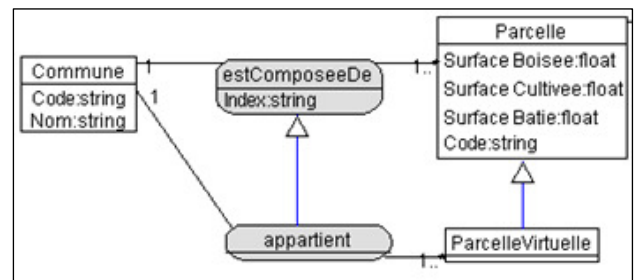 Parcelle
Surface Boisee:float
Surface Cultivee:float
Surface Batie:float
Code:string
Commune
Code:string
Nom:string
1
estComposeeDe
Index:string
1..
1
appartient
1..
ParcelleVirtuelle